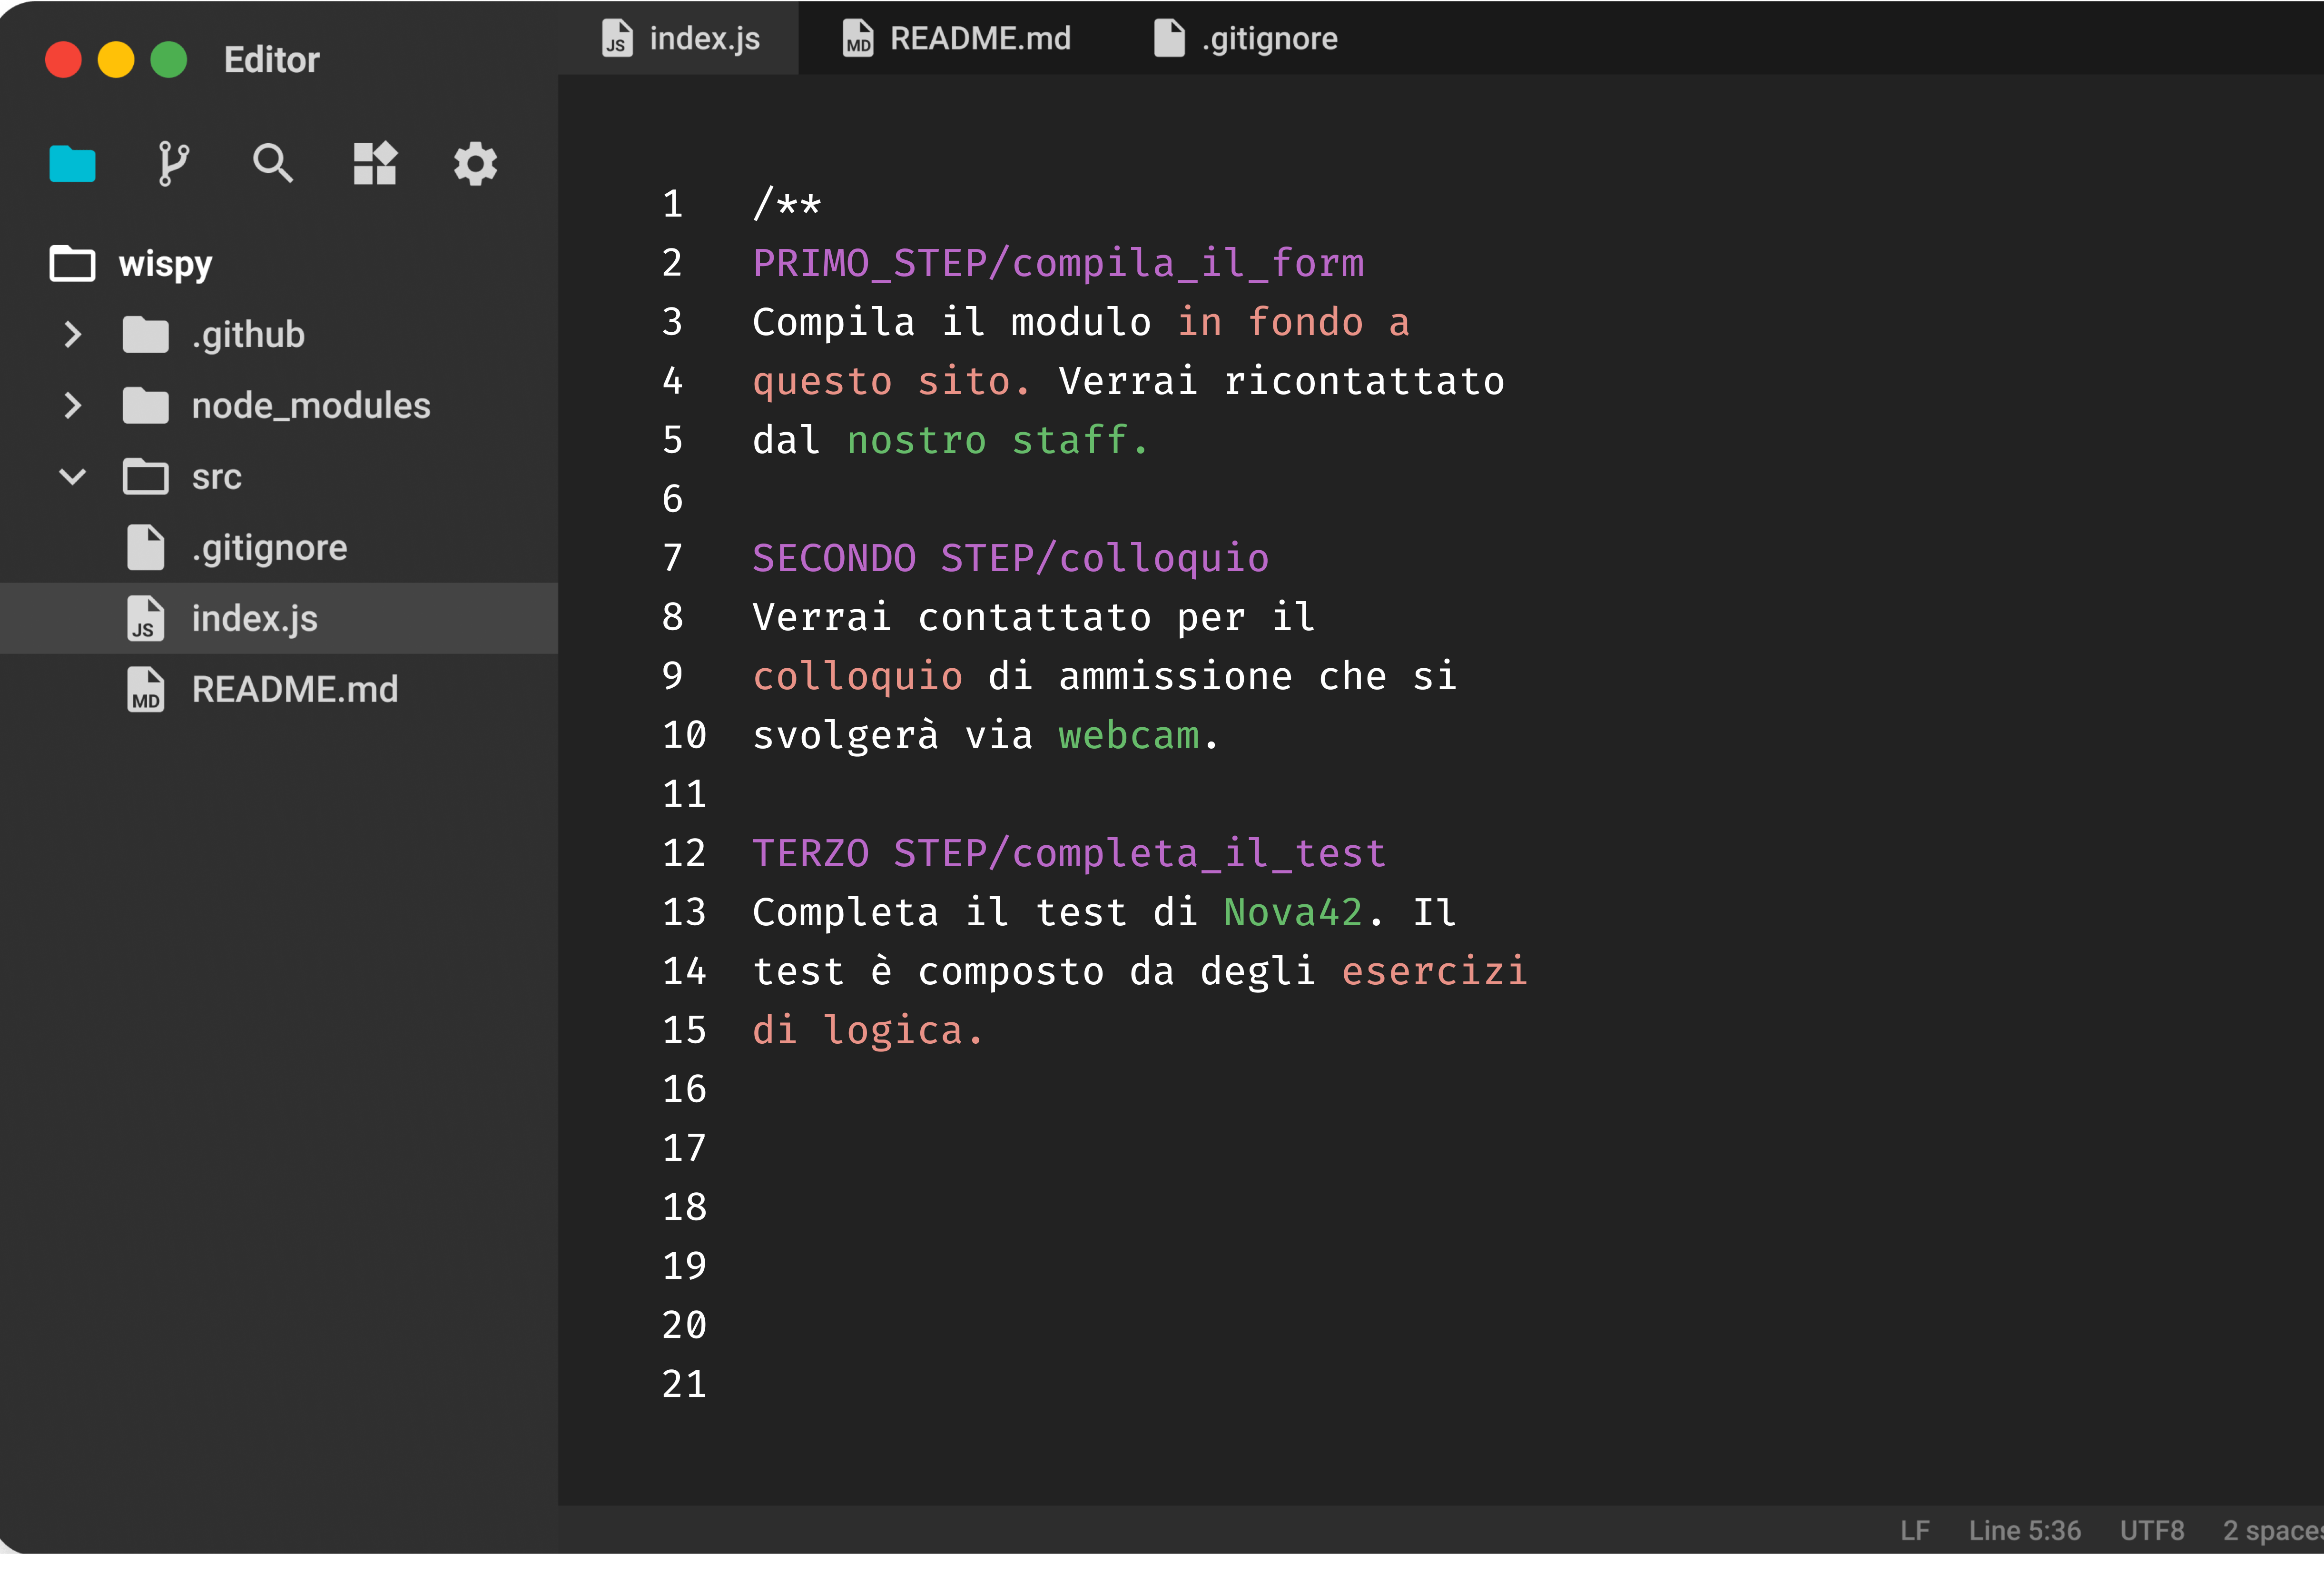 Editor
index.js
README.md
.gitignore
wispy
.github
node_modules
src
.gitignore
JS index.js
MD README.md
1 /**
2 PRIMO_STEP/compila_il_form
3 Compila il modulo in fondo a
4 questo sito. Verrai ricontattato
5 dal nostro staff.
6
7 SECONDO STEP/colloquio
8 Verrai contattato per il
9 colloquio di ammissione che si
10 svolgerà via webcam.
11
12 TERZO STEP/completa_il_test
13 Completa il test di Nova42. Il
14 test è composto da degli esercizi
15 di logica.
16
17
18
19
20
21
LF Line 5:36 UTF8 2 spaces